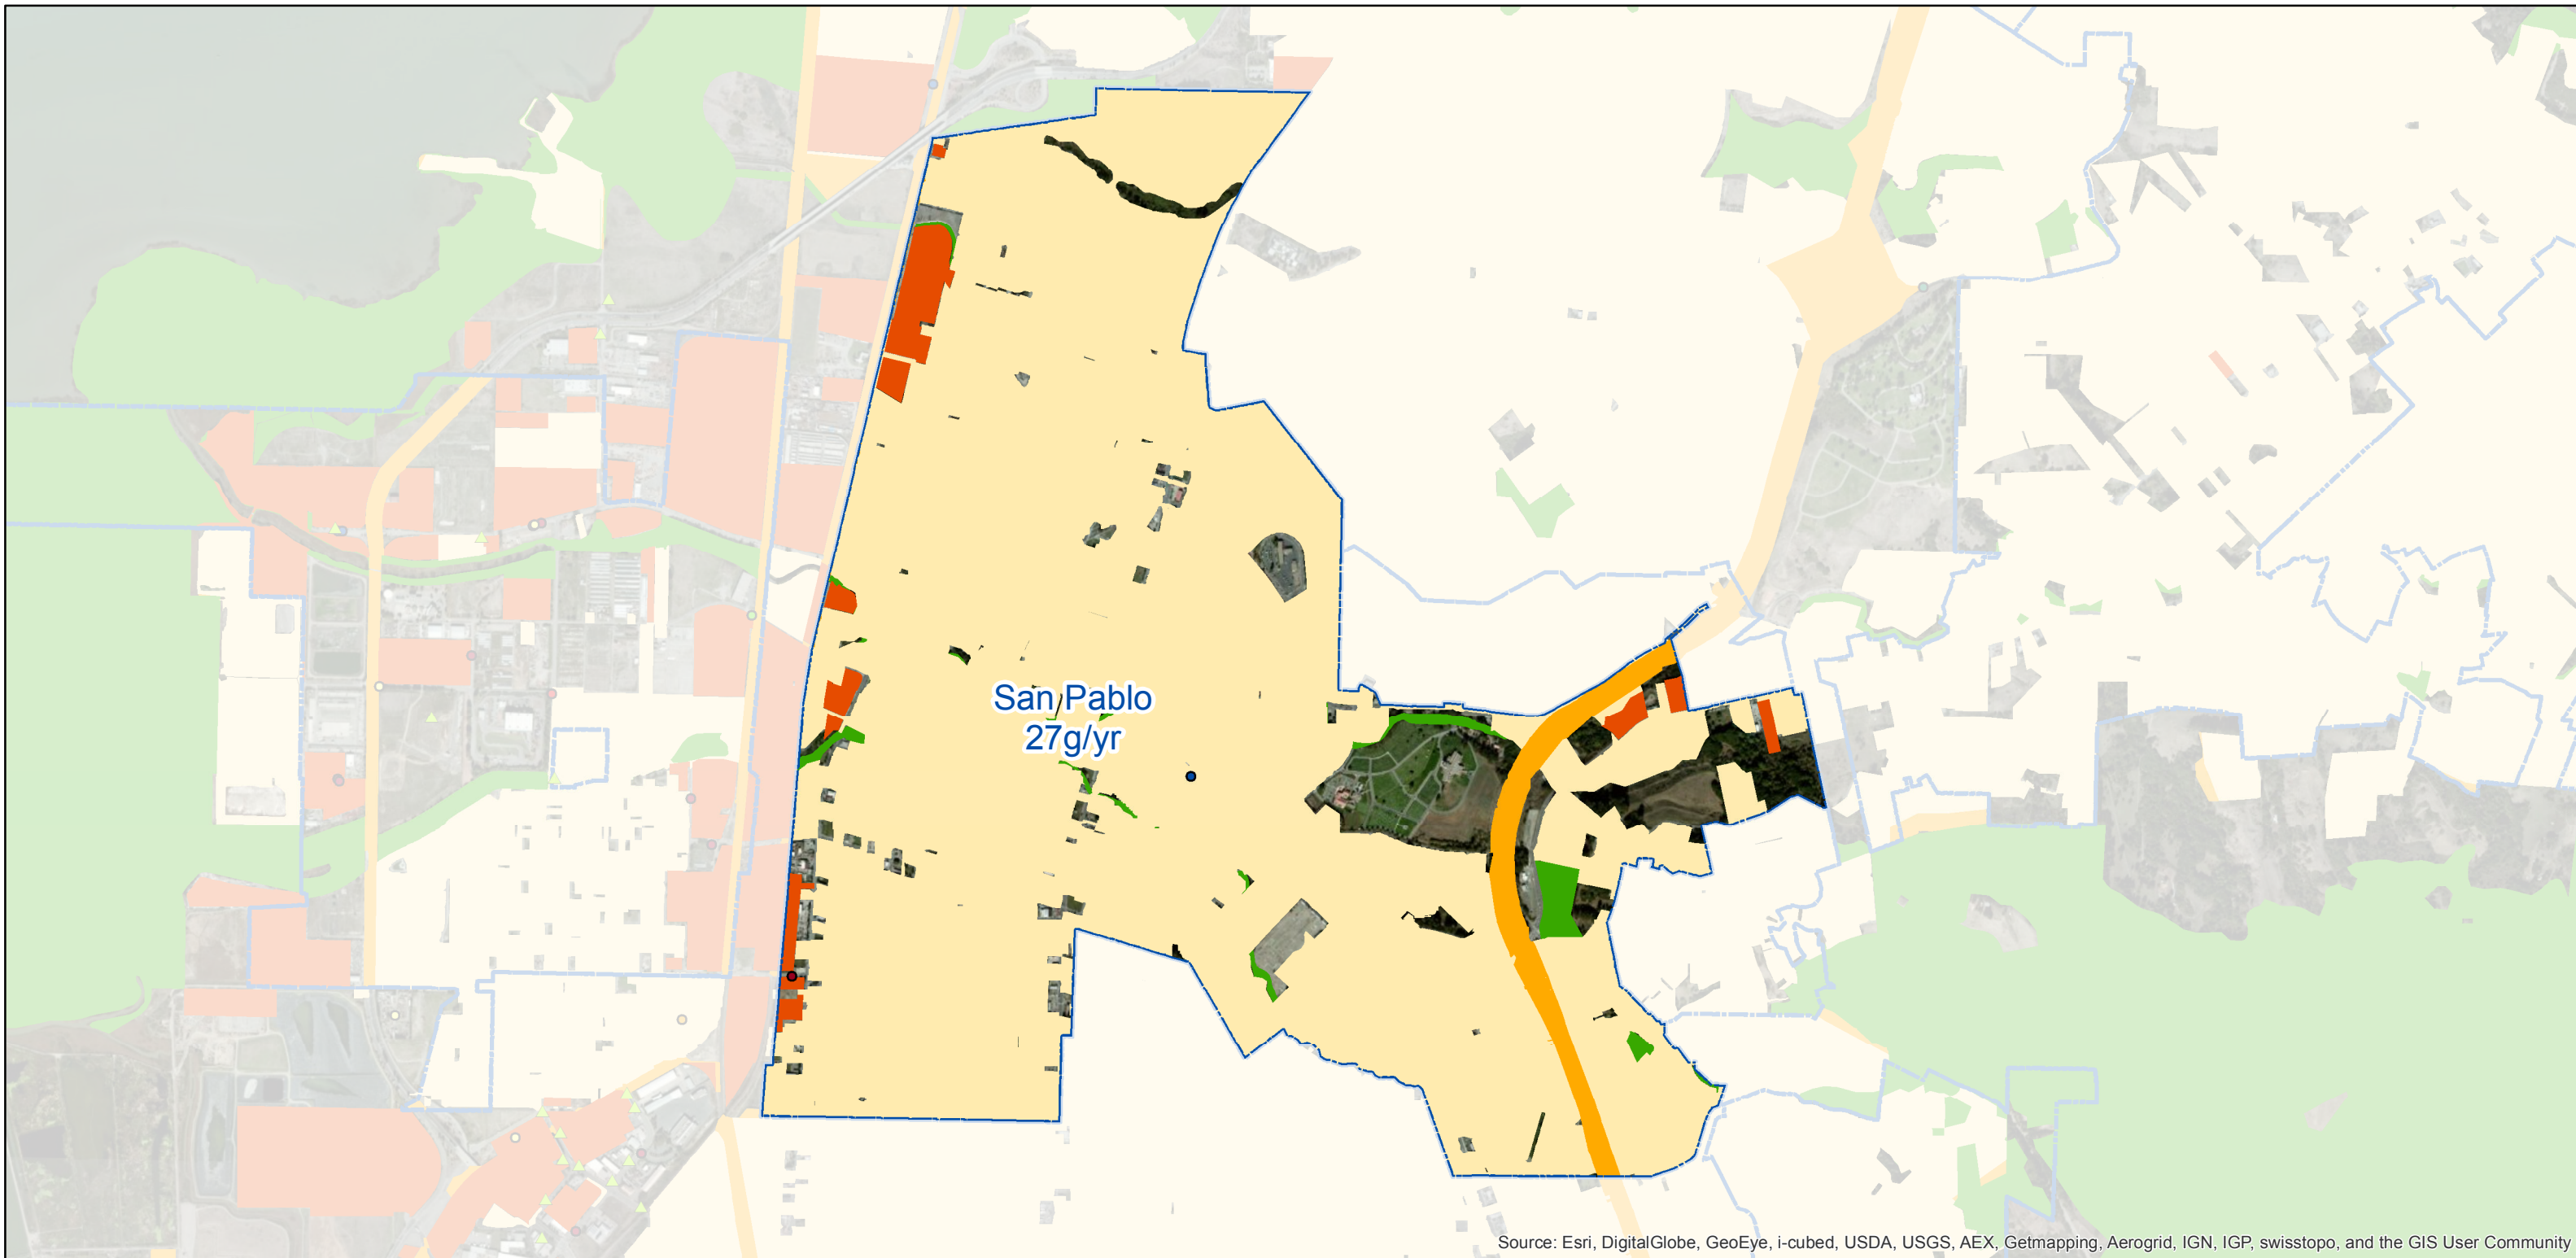 San Pablo
27g/yr
Source: Esri, DigitalGlobe, GeoEye, i-cubed, USDA, USGS, AEX, Getmapping, Aerogrid, IGN, IGP, swisstopo, and the GIS User Community